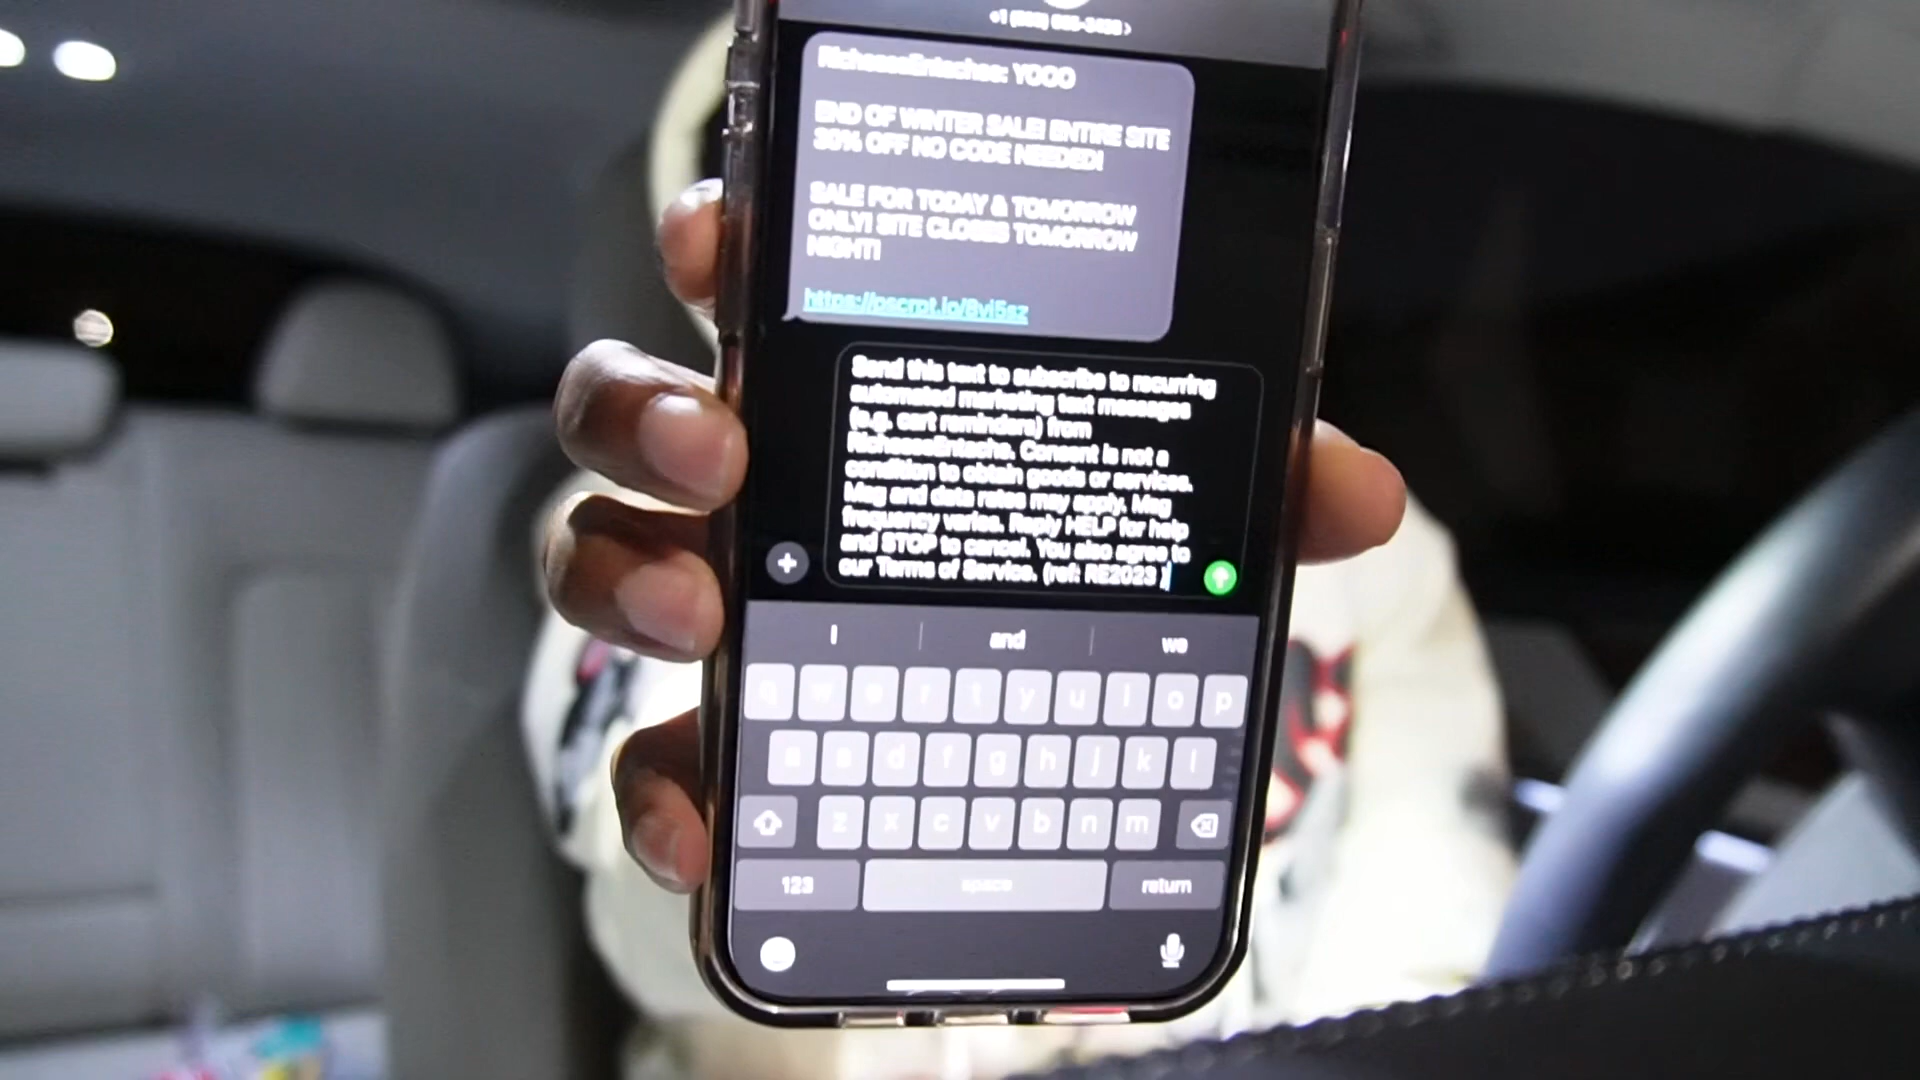 RichesseEntaches: YOOO
END OF WINTER SALE! ENTIRE SITE
30% OFF NO CODE NEEDED!
SALE FOR TODAY & TOMORROW
ONLY! SITE CLOSES TOMORROW
NIGHT!
Send this text to subscribe to recurring
automated marketing text messages
(e.g. cart reminders) from
RichesseEntache. Consent is not a
condition to obtain goods or services.
Msg and data rates may apply. Msg
frequency varies. Reply HELP for help
and STOP to cancel. You also agree to
our Terms of Service. (ref: RE2023 )
I and we
q w e r t y u i o p
a s d f g h j k l
z x c v b n m
123 space return